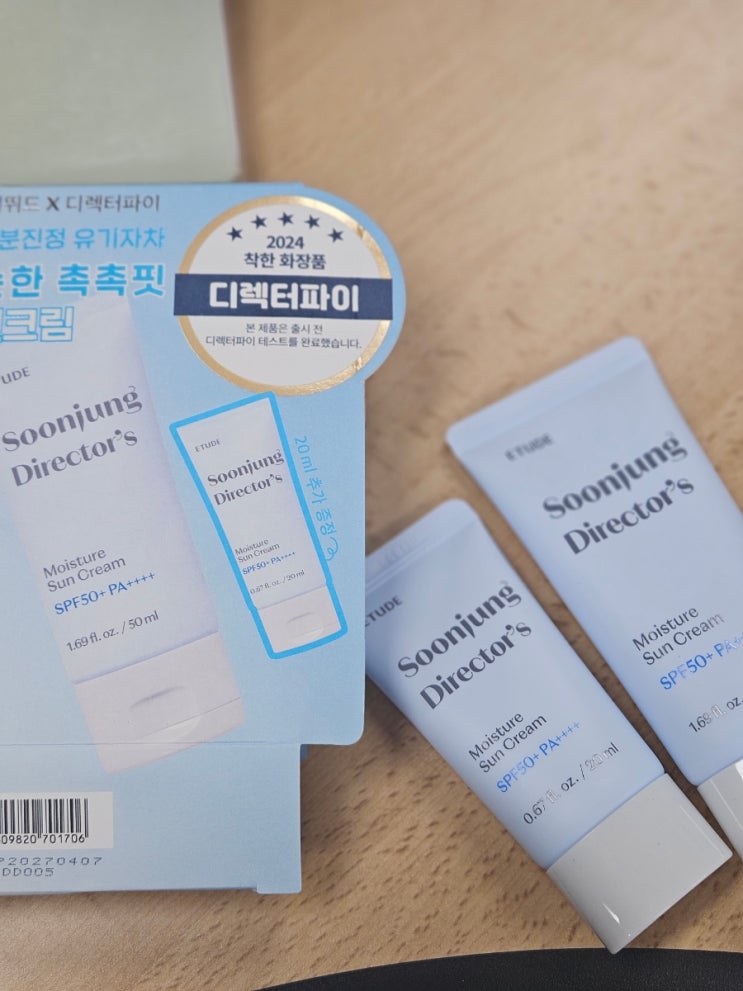 X 디렉터파이
분진정 유기자차
한 촉촉핏
크림
2024
착한 화장품
디렉터파이
본 제품은 출시 전
디렉터파이 테스트를 완료했습니다.
Soonjung
Director's
Moisture
Sun Cream
SPF50+ PA++++
1.69 fl. oz. / 50 ml
ETUDE
Soonjung
Director's
Moisture
Sun Cream
SPF50+ PA++++
0.67 fl. oz. / 20 ml
20 ml 추가 증정
09820 701706
20270407
DD005
ETUDE
Soonjung
Director's
Moisture
Sun Cream
SPF50+ PA++++
0.67 fl. oz. / 20 ml
ETUDE
Soonjung
Director's
Moisture
Sun Cream
SPF50+
1.69 fl. oz.